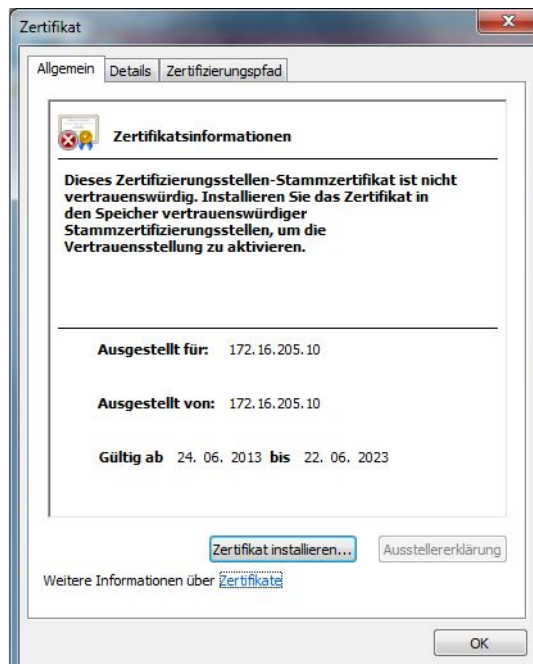 Zertifikat
Allgemein Details Zertifizierungspfad
Zertifikatsinformationen
Dieses Zertifizierungsstellen-Stammzertifikat ist nicht
vertrauenswürdig. Installieren Sie das Zertifikat in
den Speicher vertrauenswürdiger
Stammzertifizierungsstellen, um die
Vertrauensstellung zu aktivieren.
Ausgestellt für: 172.16.205.10
Ausgestellt von: 172.16.205.10
Gültig ab 24. 06. 2013 bis 22. 06. 2023
Zertifikat installieren... Ausstellererklärung
Weitere Informationen über Zertifikate
OK